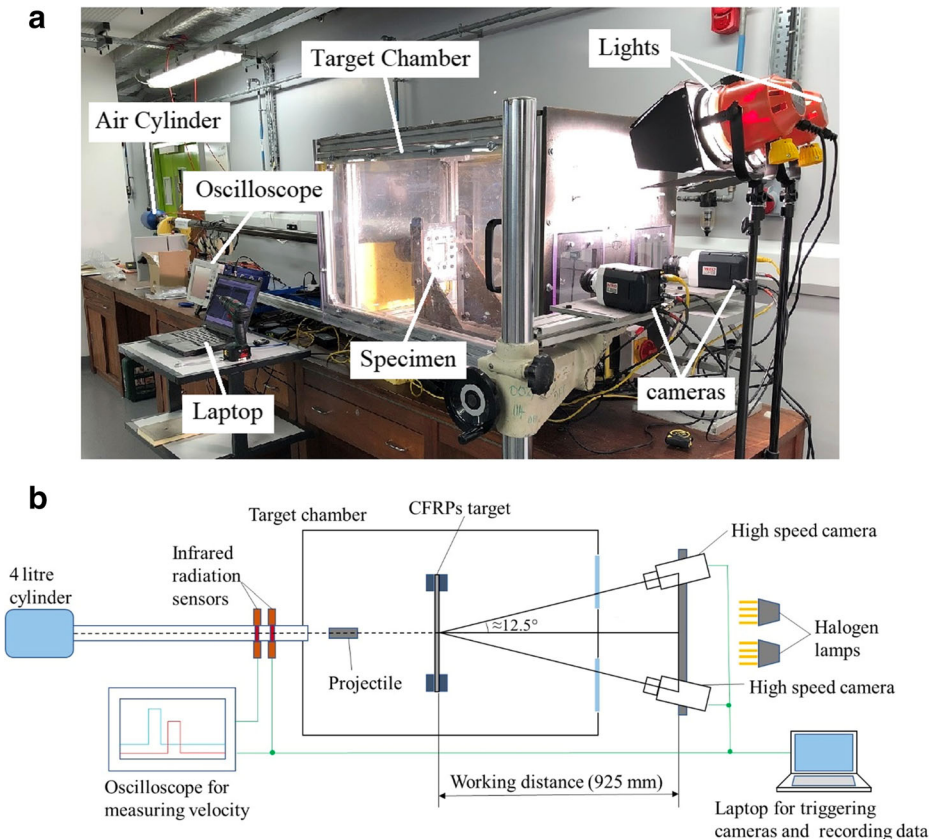 a
Target Chamber
Lights
Air Cylinder
Oscilloscope
Specimen
Laptop
cameras
b
CFRPs target
Target chamber
High speed camera
Infrared
radiation
sensors
4 litre
cylinder
≈12.5°
Halogen
lamps
Projectile
High speed camera
Working distance (925 mm)
Oscilloscope for
measuring velocity
Laptop for triggering
cameras and recording data